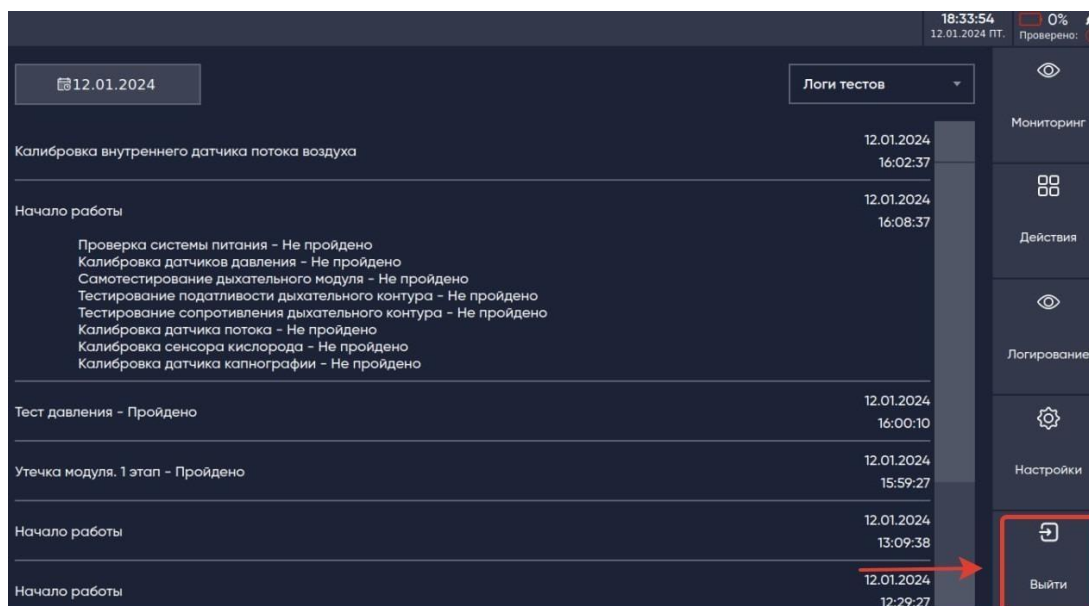 18:33:54
12.01.2024 ПТ.
0%
Проверено:
12.01.2024
Логи тестов
Калибровка внутреннего датчика потока воздуха
12.01.2024
16:02:37
Начало работы
12.01.2024
16:08:37
Проверка системы питания - Не пройдено
Калибровка датчиков давления - Не пройдено
Самотестирование дыхательного модуля - Не пройдено
Тестирование податливости дыхательного контура - Не пройдено
Тестирование сопротивления дыхательного контура - Не пройдено
Калибровка датчика потока - Не пройдено
Калибровка сенсора кислорода - Не пройдено
Калибровка датчика капнографии - Не пройдено
Тест давления - Пройдено
12.01.2024
16:00:10
Утечка модуля. 1 этап - Пройдено
12.01.2024
15:59:27
Начало работы
12.01.2024
13:09:38
Начало работы
12.01.2024
12:29:27
Мониторинг
Действия
Логирование
Настройки
Выйти